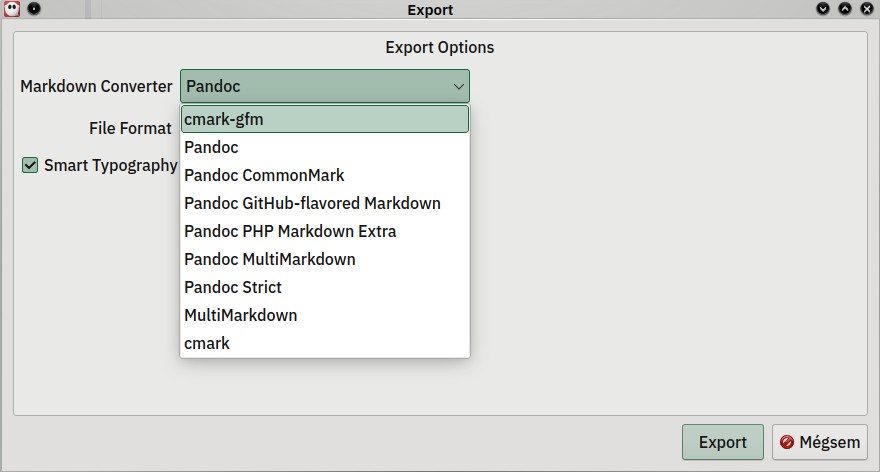 Export
Export Options
Markdown Converter Pandoc
cmark-gfm
File Format
Pandoc
Smart Typography
Pandoc CommonMark
Pandoc GitHub-flavored Markdown
Pandoc PHP Markdown Extra
Pandoc MultiMarkdown
Pandoc Strict
MultiMarkdown
cmark
Export Mégsem